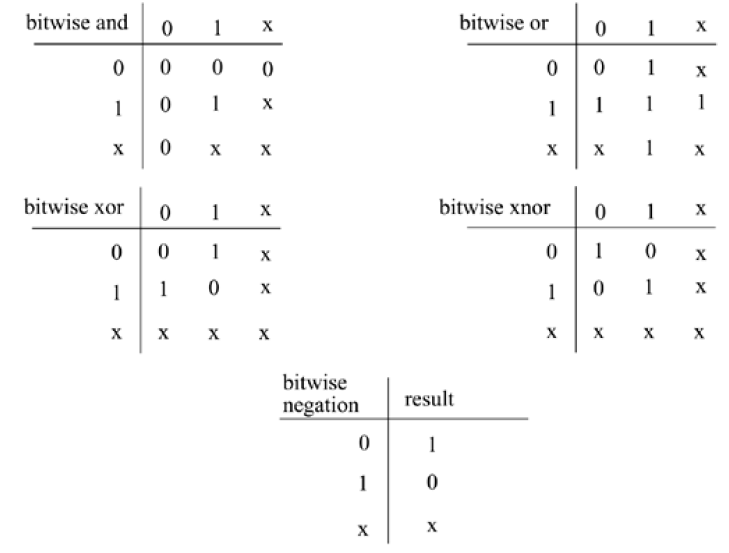 bitwise and 0 1 x
0 0 0 0
1 0 1 x
x 0 x x
bitwise or 0 1 x
0 0 1 x
1 1 1 1
x x 1 x
bitwise xor 0 1 x
0 0 1 x
1 1 0 x
x x x x
bitwise xnor 0 1 x
0 1 0 x
1 0 1 x
x x x x
bitwise
negation result
0 1
1 0
x x